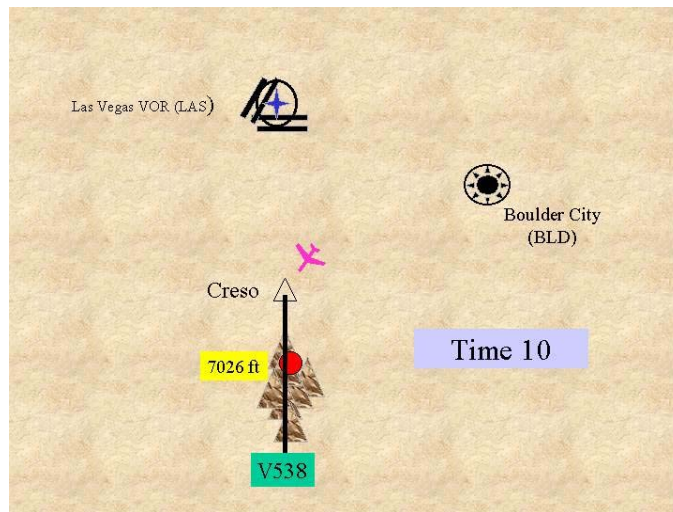 Las Vegas VOR (LAS)
Boulder City
(BLD)
Creso
Time 10
7026 ft
V538